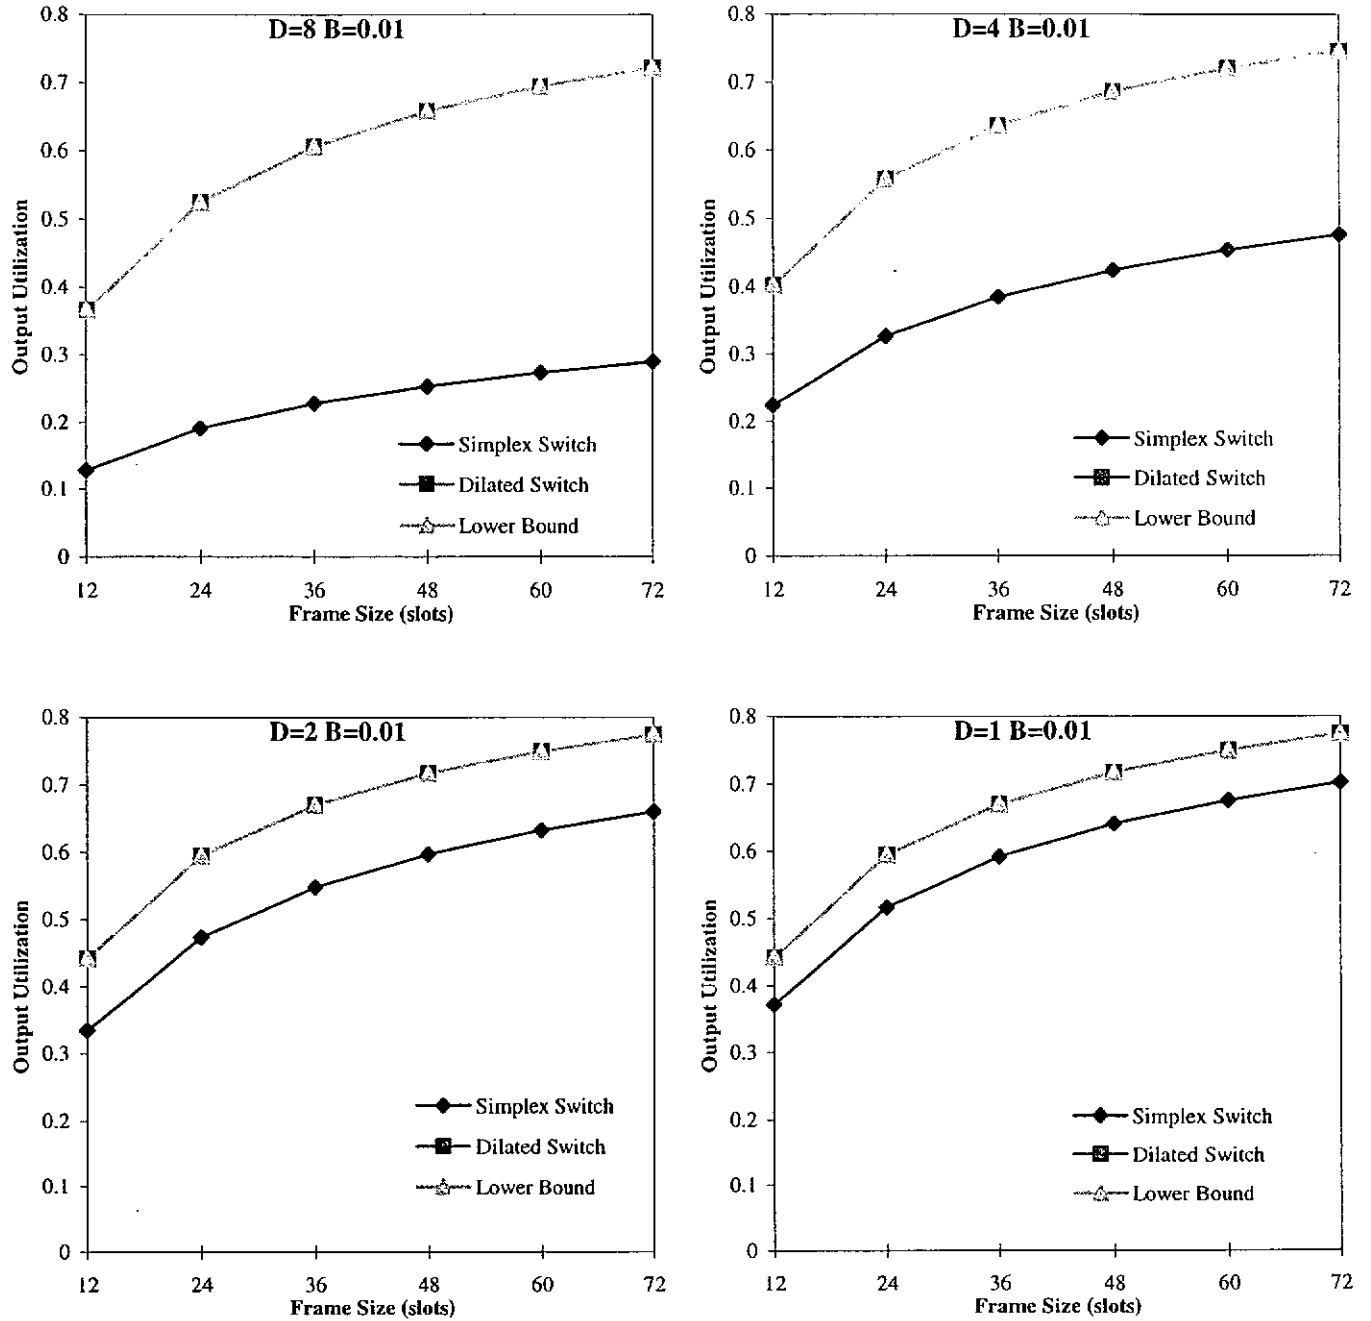 D=8 B=0.01
0.8
0.7
0.6
0.5
0.4
0.3
0.2
0.1
0
Output Utilization
Simplex Switch
Dilated Switch
Lower Bound
12 24 36 48 60 72
Frame Size (slots)
D=4 B=0.01
0.8
0.7
0.6
0.5
0.4
0.3
0.2
0.1
0
Output Utilization
Simplex Switch
Dilated Switch
Lower Bound
12 24 36 48 60 72
Frame Size (slots)
D=2 B=0.01
0.8
0.7
0.6
0.5
0.4
0.3
0.2
0.1
0
Output Utilization
Simplex Switch
Dilated Switch
Lower Bound
12 24 36 48 60 72
Frame Size (slots)
D=1 B=0.01
0.8
0.7
0.6
0.5
0.4
0.3
0.2
0.1
0
Output Utilization
Simplex Switch
Dilated Switch
Lower Bound
12 24 36 48 60 72
Frame Size (slots)